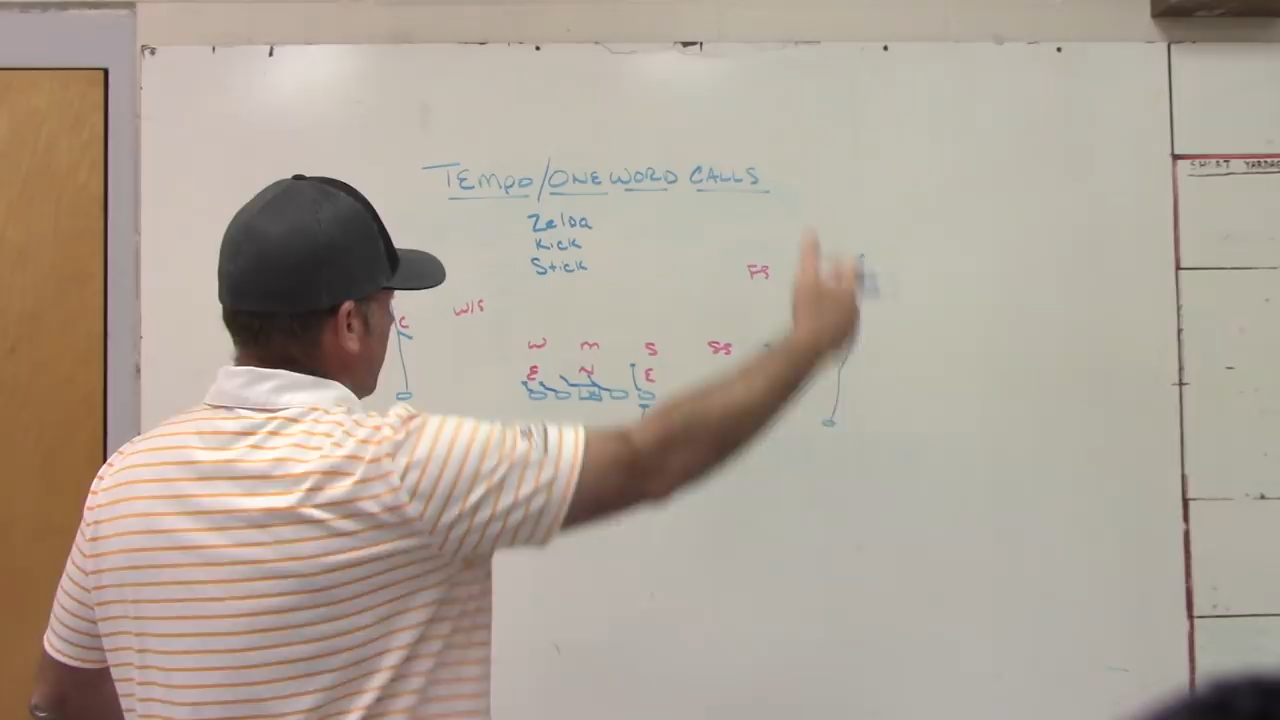 TEMPO/ONE WORD CALLS
Zelda
Kick
Stick
SHORT YARDAGE
FS
C W/S
W M S SS
E N E